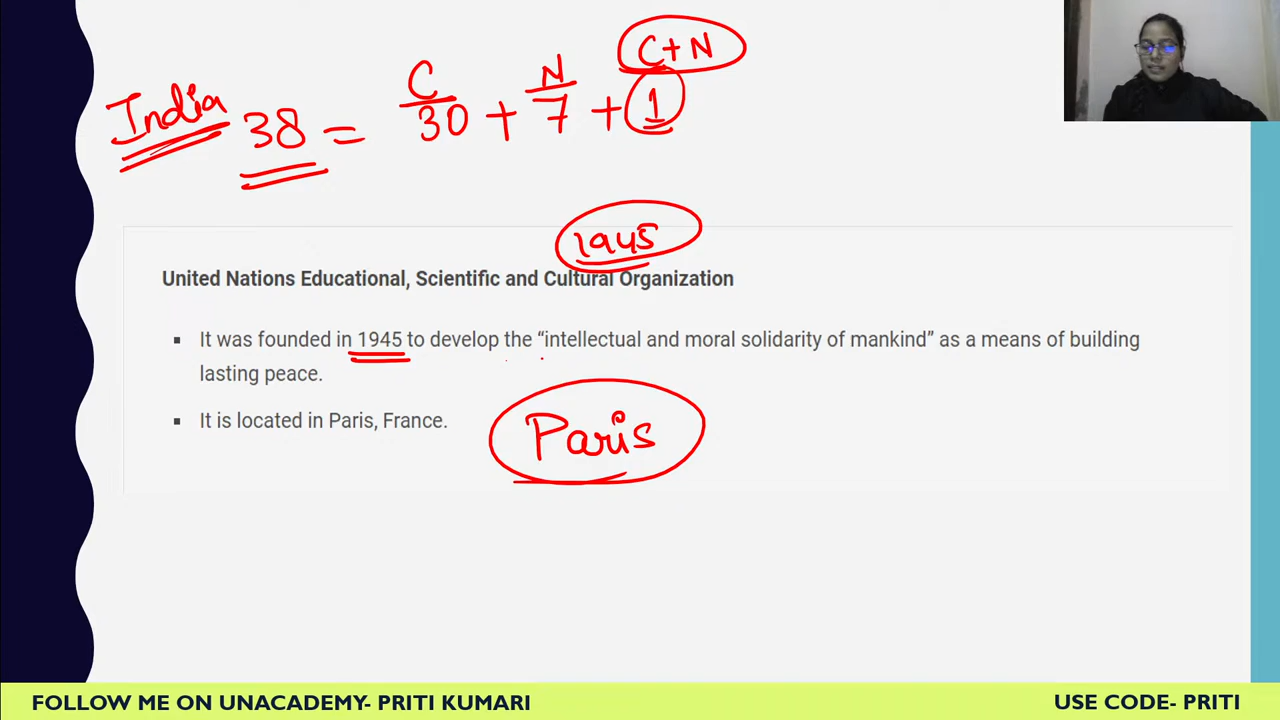 C+N
C N
India 38 = 30 + 7 + 1
1945
United Nations Educational, Scientific and Cultural Organization
▪ It was founded in 1945 to develop the “intellectual and moral solidarity of mankind” as a means of building
lasting peace.
▪ It is located in Paris, France.
Paris
FOLLOW ME ON UNACADEMY- PRITI KUMARI
USE CODE- PRITI